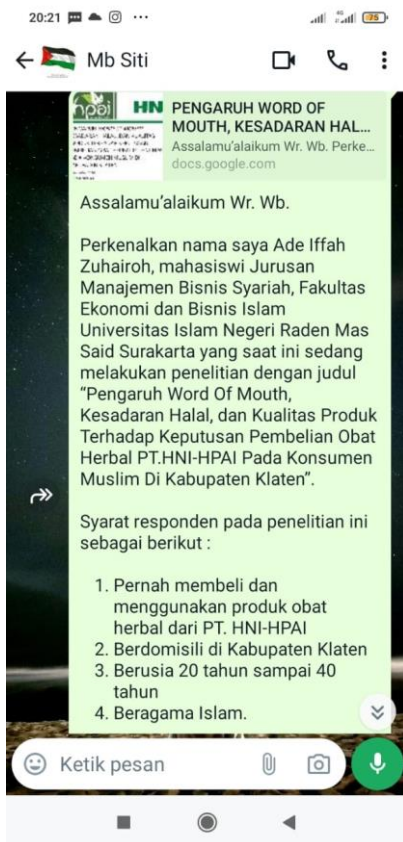 20:21
75
Mb Siti
hpai HN
PENGARUH WORD OF
MOUTH, KESADARAN HAL...
Assalamu'alaikum Wr. Wb. Perke...
docs.google.com
Assalamu'alaikum Wr. Wb.
Perkenalkan nama saya Ade Iffah
Zuhairoh, mahasiswi Jurusan
Manajemen Bisnis Syariah, Fakultas
Ekonomi dan Bisnis Islam
Universitas Islam Negeri Raden Mas
Said Surakarta yang saat ini sedang
melakukan penelitian dengan judul
“Pengaruh Word Of Mouth,
Kesadaran Halal, dan Kualitas Produk
Terhadap Keputusan Pembelian Obat
Herbal PT.HNI-HPAI Pada Konsumen
Muslim Di Kabupaten Klaten”.
Syarat responden pada penelitian ini
sebagai berikut :
1. Pernah membeli dan
menggunakan produk obat
herbal dari PT. HNI-HPAI
2. Berdomisili di Kabupaten Klaten
3. Berusia 20 tahun sampai 40
tahun
4. Beragama Islam.
Ketik pesan